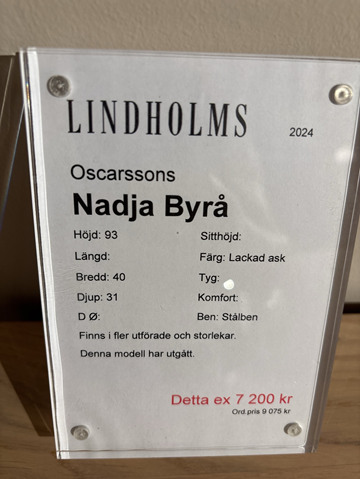 LINDHOLMS 2024
Oscarssons
Nadja Byrå
Höjd: 93 Sitthöjd:
Längd: Färg: Lackad ask
Bredd: 40 Tyg:
Djup: 31 Komfort:
D Ø: Ben: Stålben
Finns i fler utförade och storlekar.
Denna modell har utgått.
Detta ex 7 200 kr
Ord.pris 9 075 kr